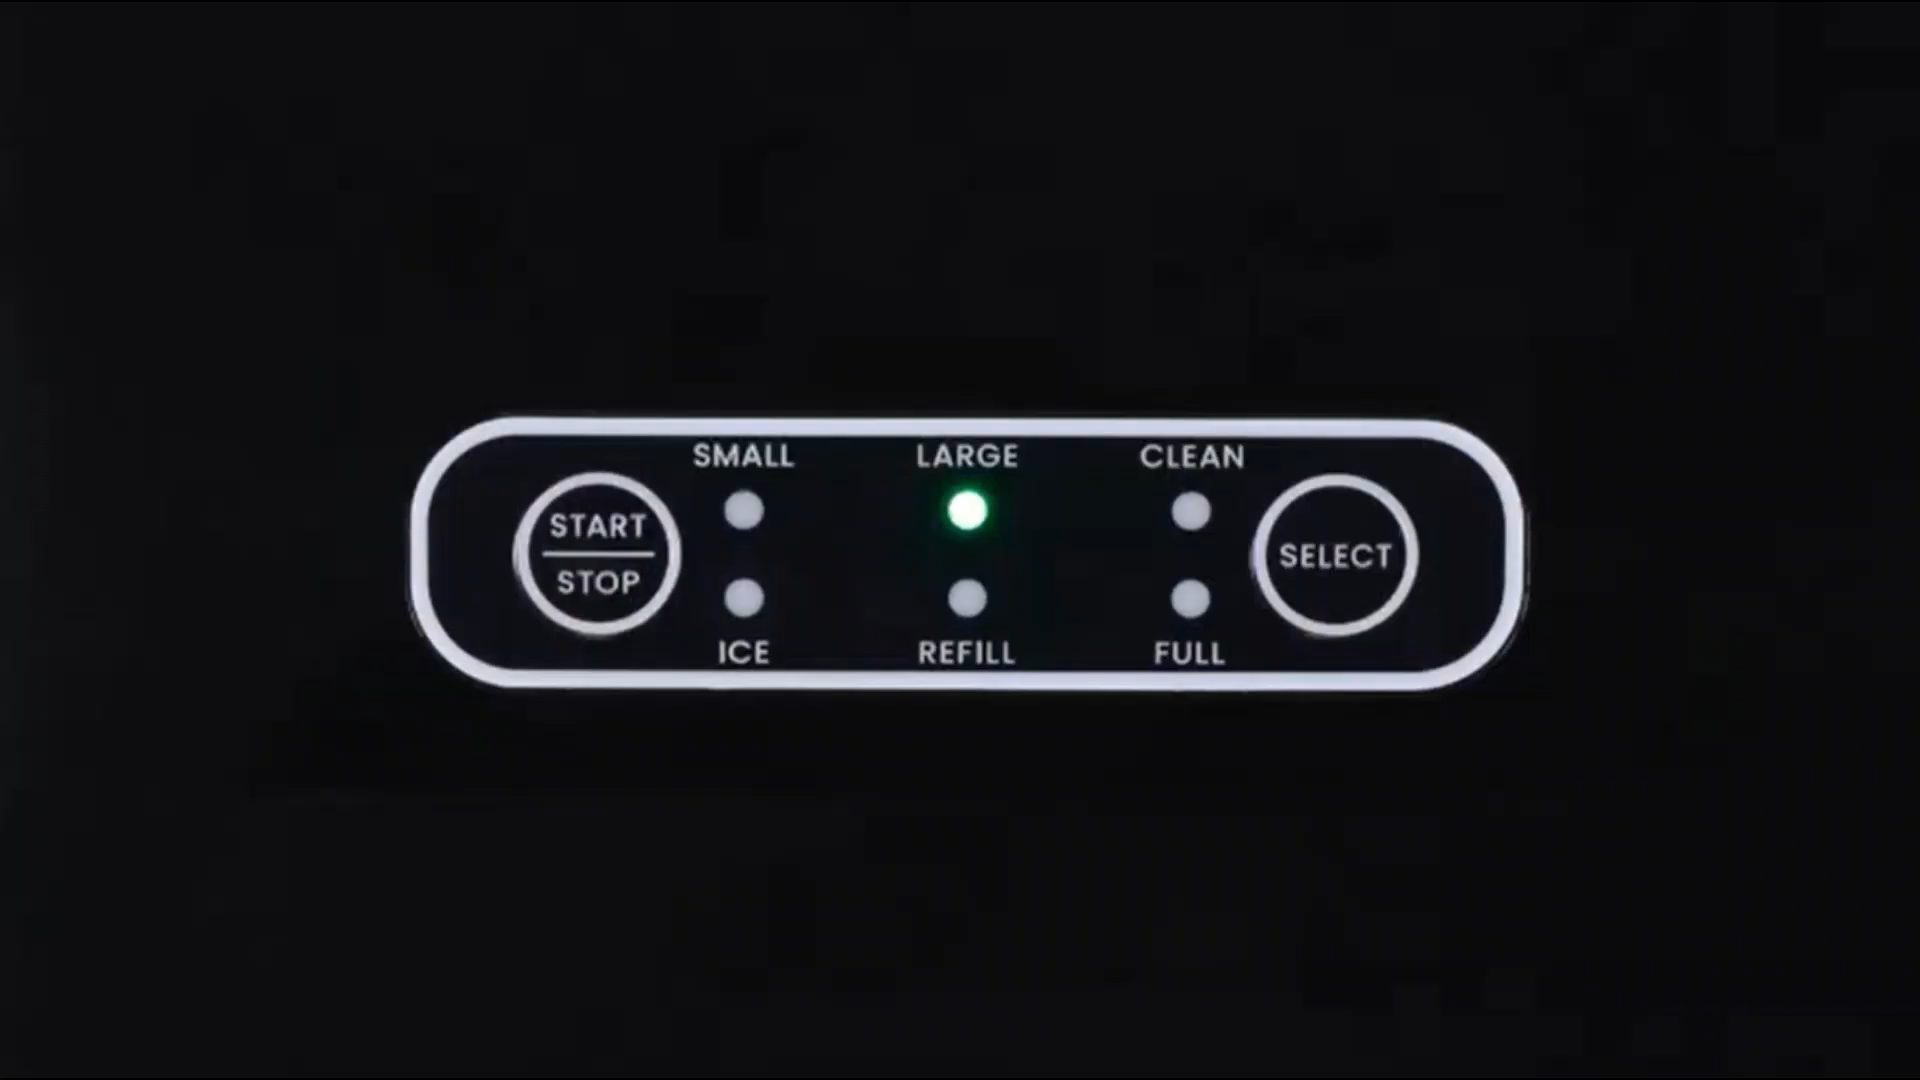 SMALL LARGE CLEAN
START
STOP
SELECT
ICE REFILL FULL